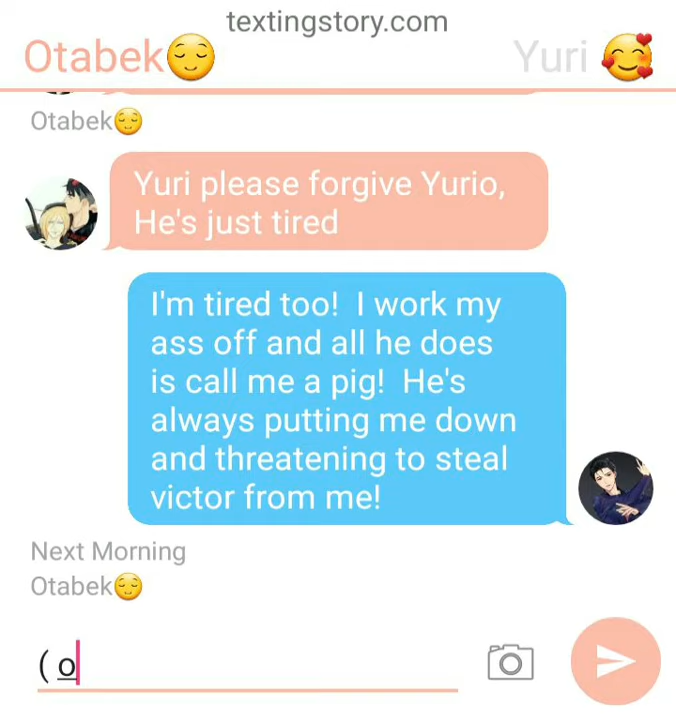 textingstory.com
Otabek😌 Yuri 🥰
Otabek😌
Yuri please forgive Yurio,
He's just tired
I'm tired too!  I work my
ass off and all he does
is call me a pig!  He's
always putting me down
and threatening to steal
victor from me!
Next Morning
Otabek😌
( o